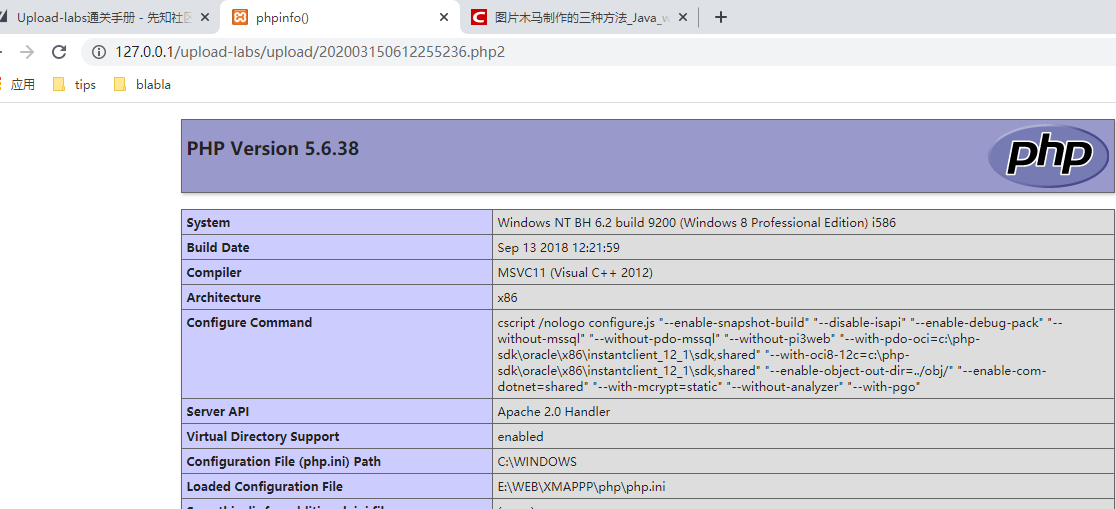 Upload-labs通关手册 - 先知社区
phpinfo()
图片木马制作的三种方法_Java_w
127.0.0.1/upload-labs/upload/202003150612255236.php2
应用
tips
blabla
PHP Version 5.6.38
php
System
Windows NT BH 6.2 build 9200 (Windows 8 Professional Edition) i586
Build Date
Sep 13 2018 12:21:59
Compiler
MSVC11 (Visual C++ 2012)
Architecture
x86
Configure Command
cscript /nologo configure.js "--enable-snapshot-build" "--disable-isapi" "--enable-debug-pack" "--
without-mssql" "--without-pdo-mssql" "--without-pi3web" "--with-pdo-oci=c:\php-
sdk\oracle\x86\instantclient_12_1\sdk,shared" "--with-oci8-12c=c:\php-
sdk\oracle\x86\instantclient_12_1\sdk,shared" "--enable-object-out-dir=../obj/" "--enable-com-
dotnet=shared" "--with-mcrypt=static" "--without-analyzer" "--with-pgo"
Server API
Apache 2.0 Handler
Virtual Directory Support
enabled
Configuration File (php.ini) Path
C:\WINDOWS
Loaded Configuration File
E:\WEB\XMAPPP\php\php.ini